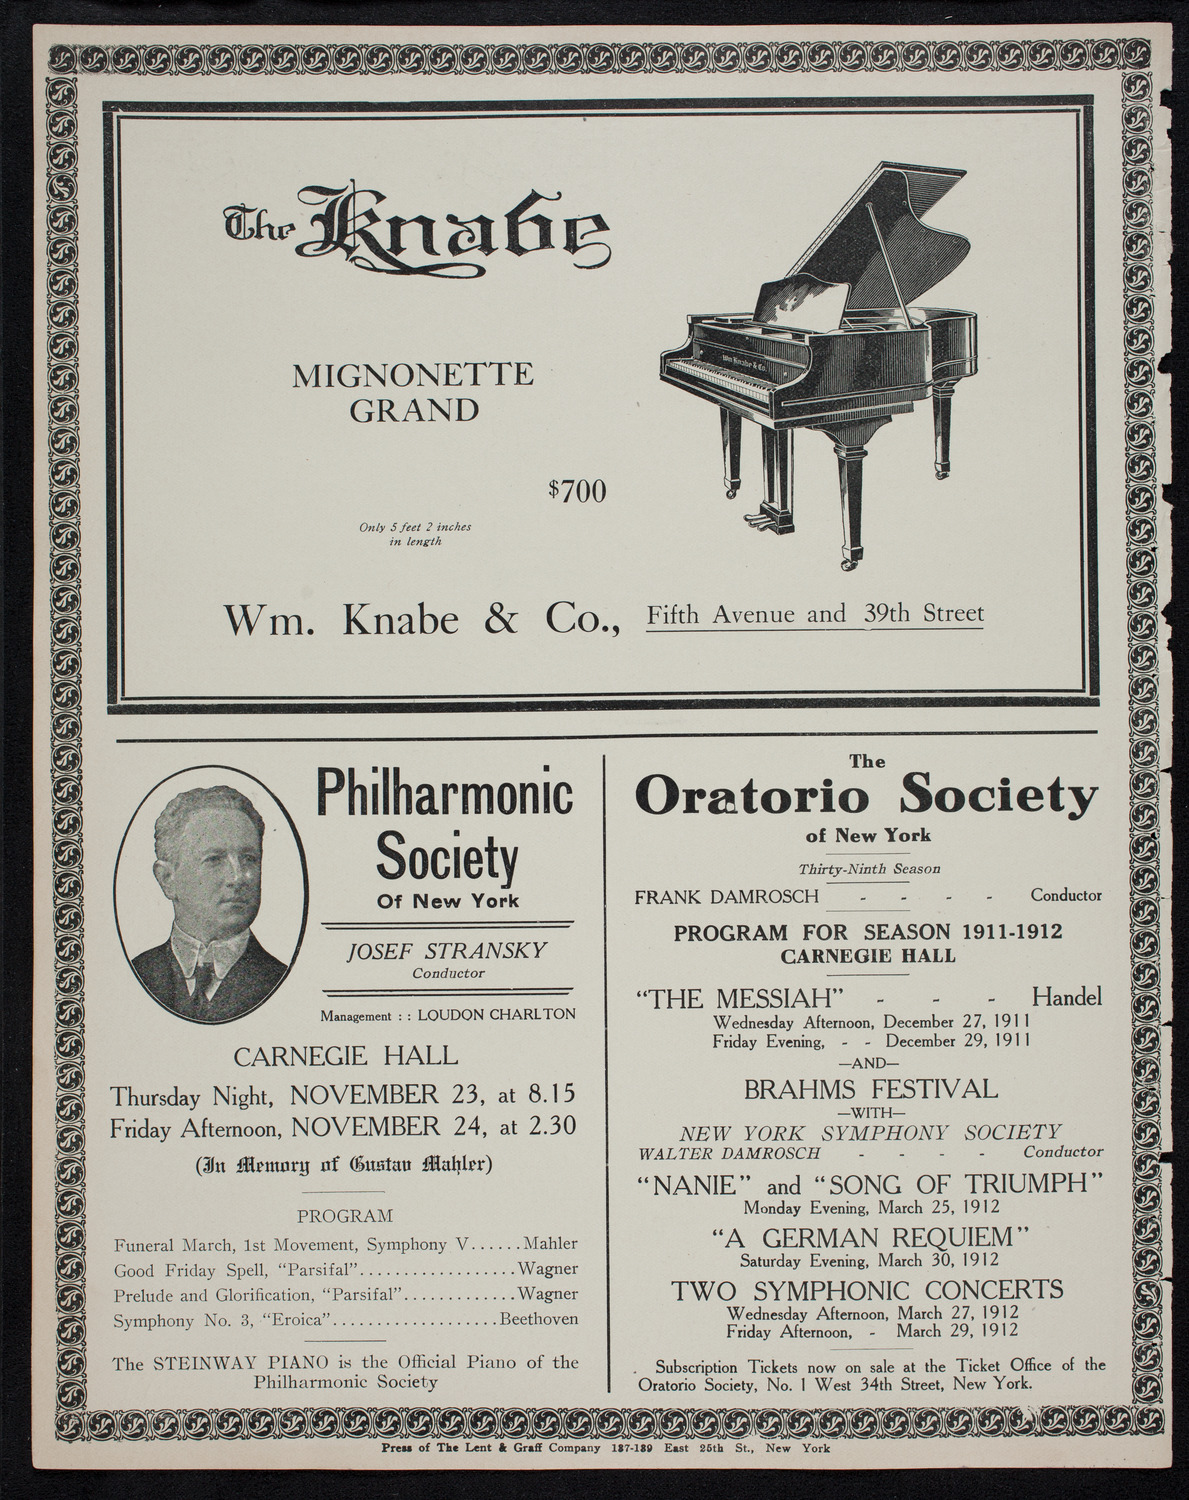 The Knabe
MIGNONETTE
GRAND
$700
Only 5 feet 2 inches
in length
Wm. Knabe & Co.
Wm. Knabe & Co., Fifth Avenue and 39th Street
Philharmonic
Society
Of New York
JOSEF STRANSKY
Conductor
Management : : LOUDON CHARLTON
CARNEGIE HALL
Thursday Night, NOVEMBER 23, at 8.15
Friday Afternoon, NOVEMBER 24, at 2.30
(In Memory of Gustav Mahler)
PROGRAM
Funeral March, 1st Movement, Symphony V......Mahler
Good Friday Spell, "Parsifal"..................Wagner
Prelude and Glorification, "Parsifal".............Wagner
Symphony No. 3, "Eroica"...................Beethoven
The STEINWAY PIANO is the Official Piano of the
Philharmonic Society
The
Oratorio Society
of New York
Thirty-Ninth Season
FRANK DAMROSCH - - - - Conductor
PROGRAM FOR SEASON 1911-1912
CARNEGIE HALL
"THE MESSIAH" - - - Handel
Wednesday Afternoon, December 27, 1911
Friday Evening, - - December 29, 1911
—AND—
BRAHMS FESTIVAL
—WITH—
NEW YORK SYMPHONY SOCIETY
WALTER DAMROSCH - - - - Conductor
"NANIE" and "SONG OF TRIUMPH"
Monday Evening, March 25, 1912
"A GERMAN REQUIEM"
Saturday Evening, March 30, 1912
TWO SYMPHONIC CONCERTS
Wednesday Afternoon, March 27, 1912
Friday Afternoon, - March 29, 1912
Subscription Tickets now on sale at the Ticket Office of the
Oratorio Society, No. 1 West 34th Street, New York.
Press of The Lent & Graff Company 137-139 East 25th St., New York